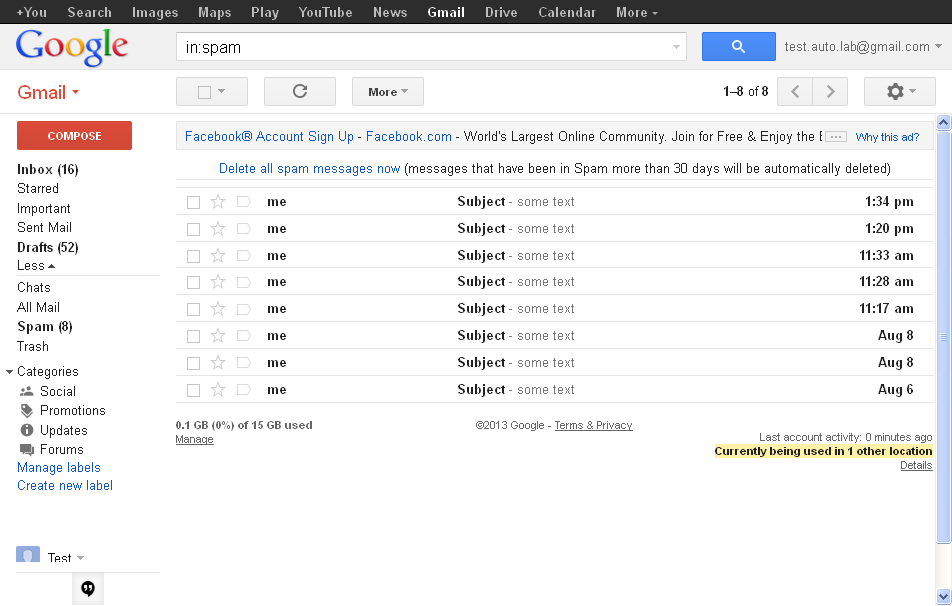 +You Search Images Maps Play YouTube News Gmail Drive Calendar More
Google
in:spam
test.auto.lab@gmail.com
Gmail
More
1–8 of 8
COMPOSE
Facebook® Account Sign Up - Facebook.com - World's Largest Online Community. Join for Free & Enjoy the Why this ad?
Delete all spam messages now (messages that have been in Spam more than 30 days will be automatically deleted)
Inbox (16)
Starred
Important
Sent Mail
Drafts (52)
Less
Chats
All Mail
Spam (8)
Trash
Categories
Social
Promotions
Updates
Forums
Manage labels
Create new label
Test
me Subject - some text 1:34 pm
me Subject - some text 1:20 pm
me Subject - some text 11:33 am
me Subject - some text 11:28 am
me Subject - some text 11:17 am
me Subject - some text Aug 8
me Subject - some text Aug 8
me Subject - some text Aug 6
0.1 GB (0%) of 15 GB used
Manage
©2013 Google - Terms & Privacy
Last account activity: 0 minutes ago
Currently being used in 1 other location
Details